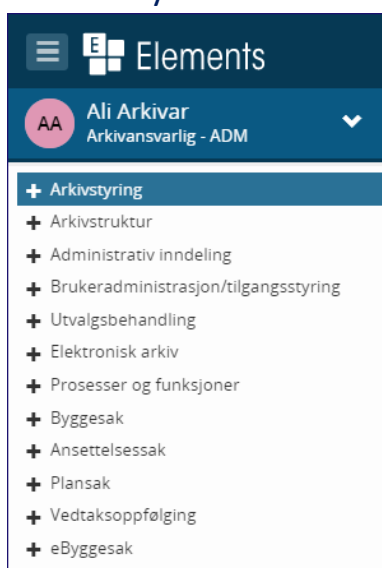 E Elements
AA
Ali Arkivar
Arkivansvarlig - ADM
Arkivstyring
Arkivstruktur
Administrativ inndeling
Brukeradministrasjon/tilgangsstyring
Utvalgsbehandling
Elektronisk arkiv
Prosesser og funksjoner
Byggesak
Ansettelsessak
Plansak
Vedtaksoppfølging
eByggesak